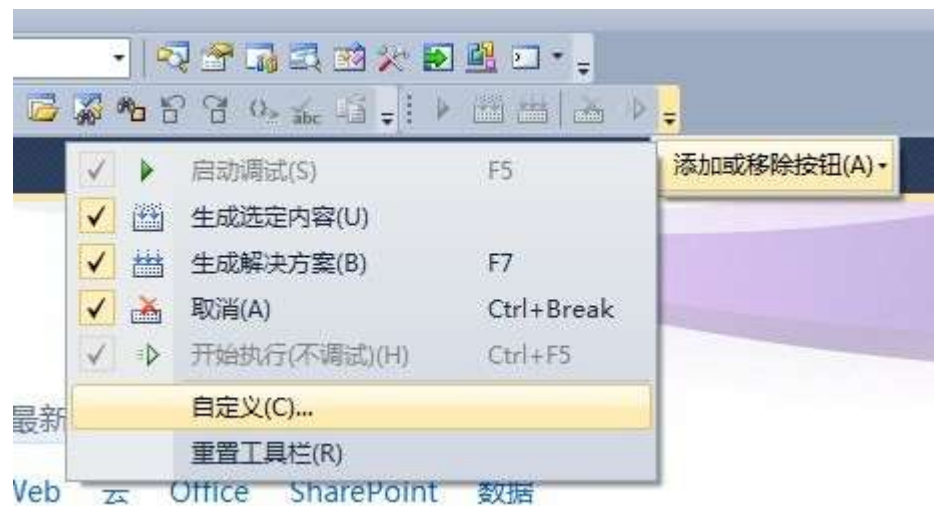 abc
添加或移除按钮(A)
启动调试(S) F5
生成选定内容(U)
生成解决方案(B) F7
取消(A) Ctrl+Break
开始执行(不调试)(H) Ctrl+F5
自定义(C)...
最新
重置工具栏(R)
Web 云 Office SharePoint 数据